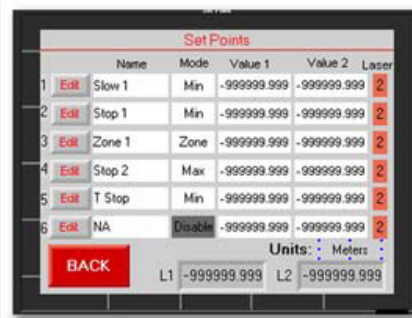 Set Points
Name Mode Value 1 Value 2 Laser
1 Edit Slow 1 Min -999999.999 -999999.999 2
2 Edit Stop 1 Min -999999.999 -999999.999 2
3 Edit Zone 1 Zone -999999.999 -999999.999 2
4 Edit Stop 2 Max -999999.999 -999999.999 2
5 Edit T Stop Min -999999.999 -999999.999 2
6 Edit NA Disable -999999.999 -999999.999 2
Units: Meters
BACK L1 -999999.999 L2 -999999.999